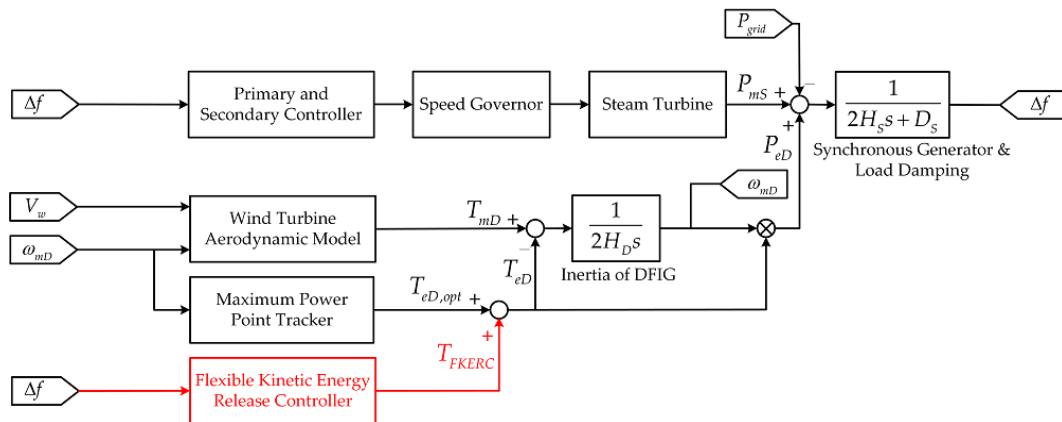 P_grid
−
Δf
Primary and
Secondary Controller
Speed Governor
Steam Turbine
P_mS +
1
2H_S s + D_S
Δf
+
P_eD
Synchronous Generator &
Load Damping
V_w
ω_mD
Wind Turbine
Aerodynamic Model
T_mD +
−
T_eD
1
2H_D s
Inertia of DFIG
ω_mD
⊗
Maximum Power
Point Tracker
T_eD,opt +
+
T_FKERC
Δf
Flexible Kinetic Energy
Release Controller